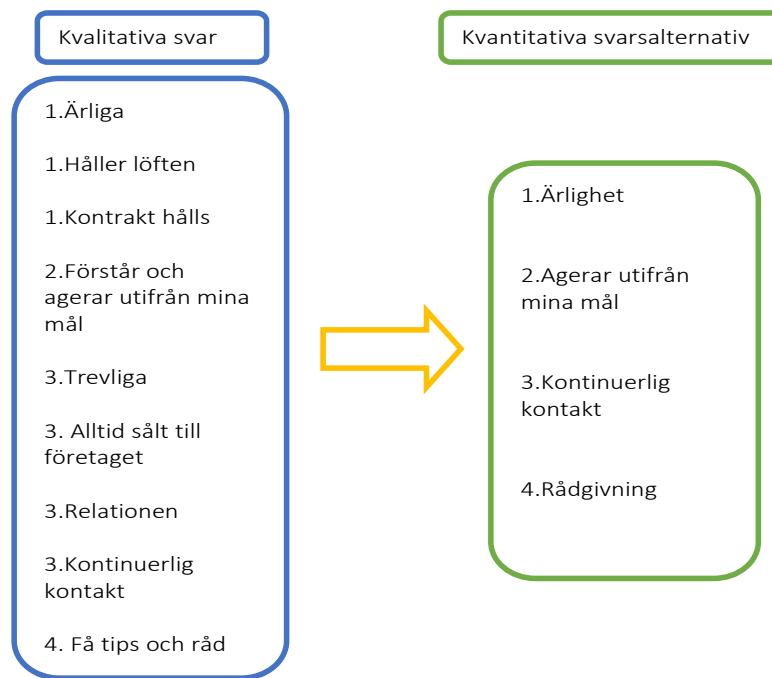 Kvalitativa svar
1.Ärliga
1.Håller löften
1.Kontrakt hålls
2.Förstår och
agerar utifrån mina
mål
3.Trevliga
3. Alltid sålt till
företaget
3.Relationen
3.Kontinuerlig
kontakt
4. Få tips och råd
Kvantitativa svarsalternativ
1.Ärlighet
2.Agerar utifrån
mina mål
3.Kontinuerlig
kontakt
4.Rådgivning